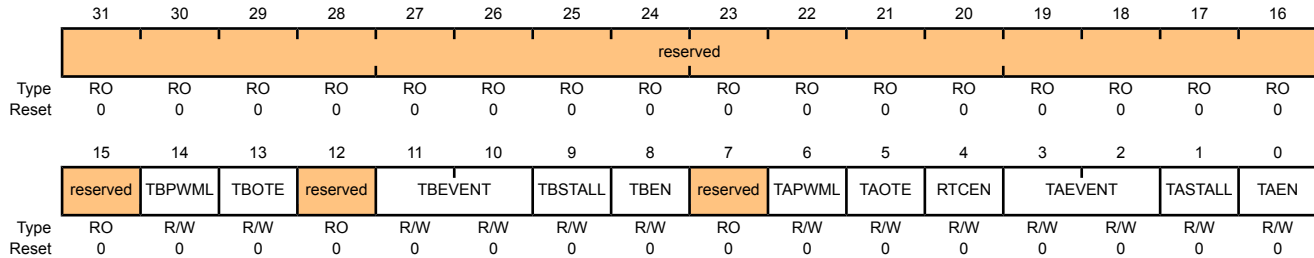 31 30 29 28 27 26 25 24 23 22 21 20 19 18 17 16
reserved
Type RO RO RO RO RO RO RO RO RO RO RO RO RO RO RO RO
Reset 0 0 0 0 0 0 0 0 0 0 0 0 0 0 0 0
15 14 13 12 11 10 9 8 7 6 5 4 3 2 1 0
reserved TBPWML TBOTE reserved TBEVENT TBSTALL TBEN reserved TAPWML TAOTE RTCEN TAEVENT TASTALL TAEN
Type RO R/W R/W RO R/W R/W R/W R/W RO R/W R/W R/W R/W R/W R/W R/W
Reset 0 0 0 0 0 0 0 0 0 0 0 0 0 0 0 0